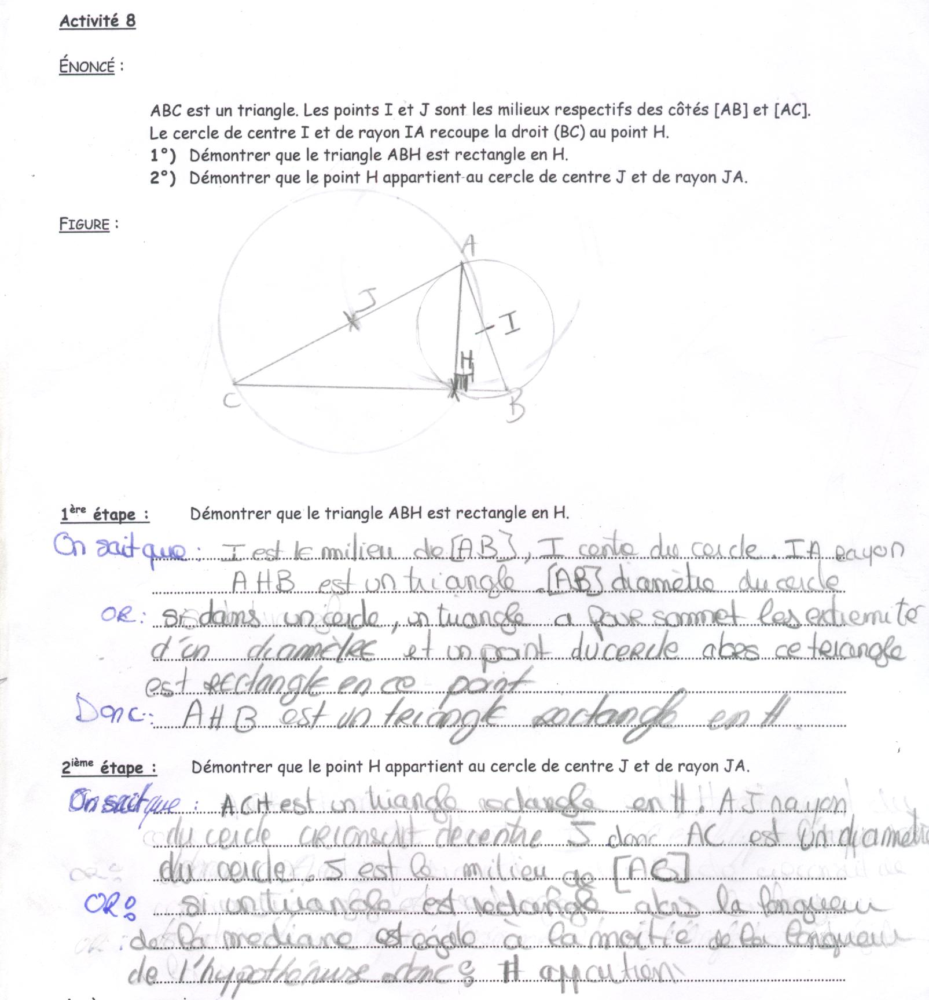 Activité 8
ÉNONCÉ :
ABC est un triangle. Les points I et J sont les milieux respectifs des côtés [AB] et [AC].
Le cercle de centre I et de rayon IA recoupe la droit (BC) au point H.
1°) Démontrer que le triangle ABH est rectangle en H.
2°) Démontrer que le point H appartient au cercle de centre J et de rayon JA.
FIGURE :
A
J
I
H
C
B
1ère étape : Démontrer que le triangle ABH est rectangle en H.
On sait que : I est le milieu de [AB], I cente du cercle. IA rayon
AHB est un triangle .[AB] diamètre du cercle
OR : si dans un cercle, un triangle a pour sommet les extremité
d'un diamètre et un point du cercle alors ce triangle
est rectangle en ce point
Donc : AHB est un triangle rectangle en H.
2ième étape : Démontrer que le point H appartient au cercle de centre J et de rayon JA.
On sait que : ACH est un triangle rectangle en H. AJ rayon
du cercle circonscrit de centre J donc AC est un diametre
du cercle. J est le milieu de [AC]
OR : si un triangle est rectangle alors la longueur
de la mediane est égale à la moitié de la longueur
de l'hypothénuse donc : H appartien